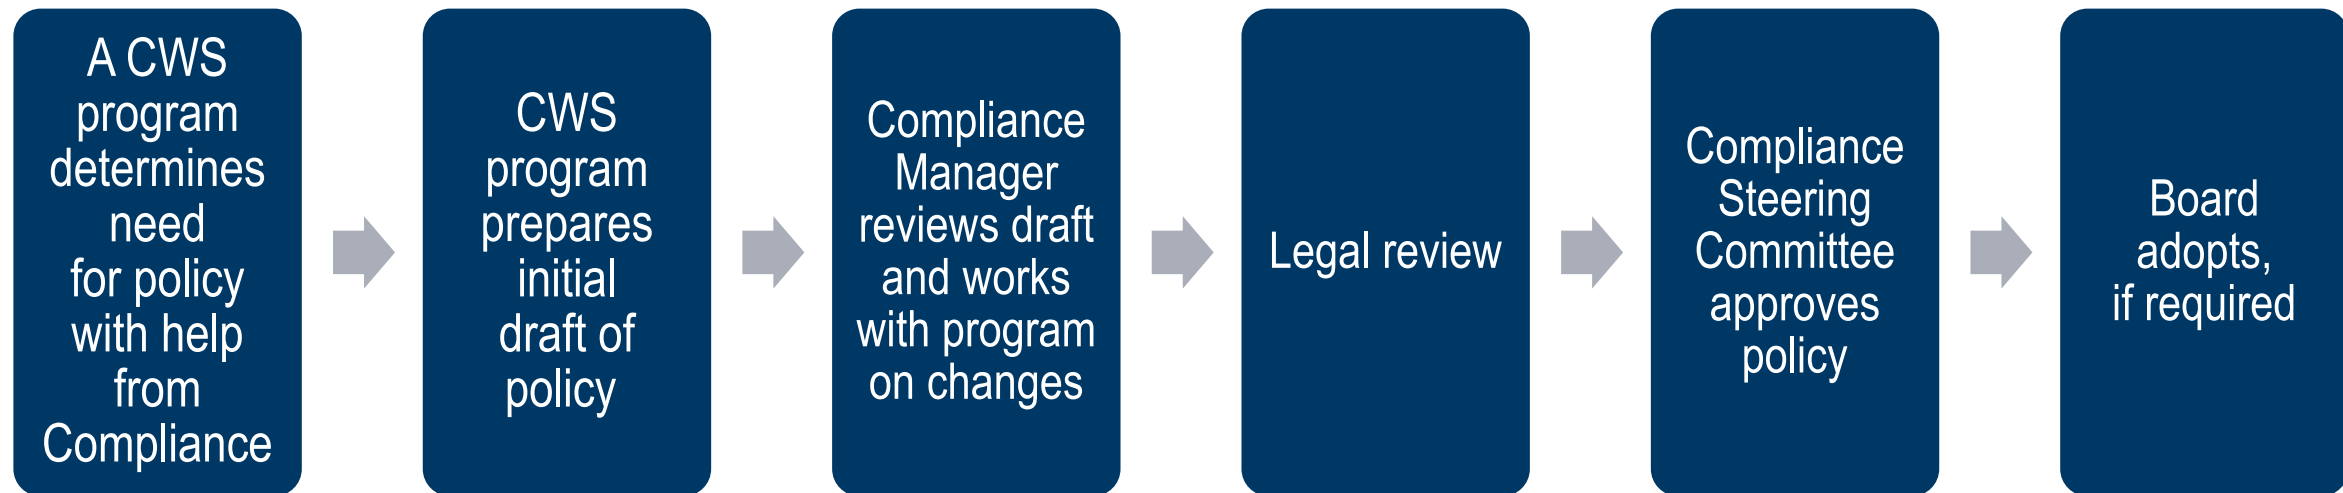 A CWS
program
determines
need
for policy
with help
from
Compliance
CWS
program
prepares
initial
draft of
policy
Compliance
Manager
reviews draft
and works
with program
on changes
Legal review
Compliance
Steering
Committee
approves
policy
Board
adopts,
if required